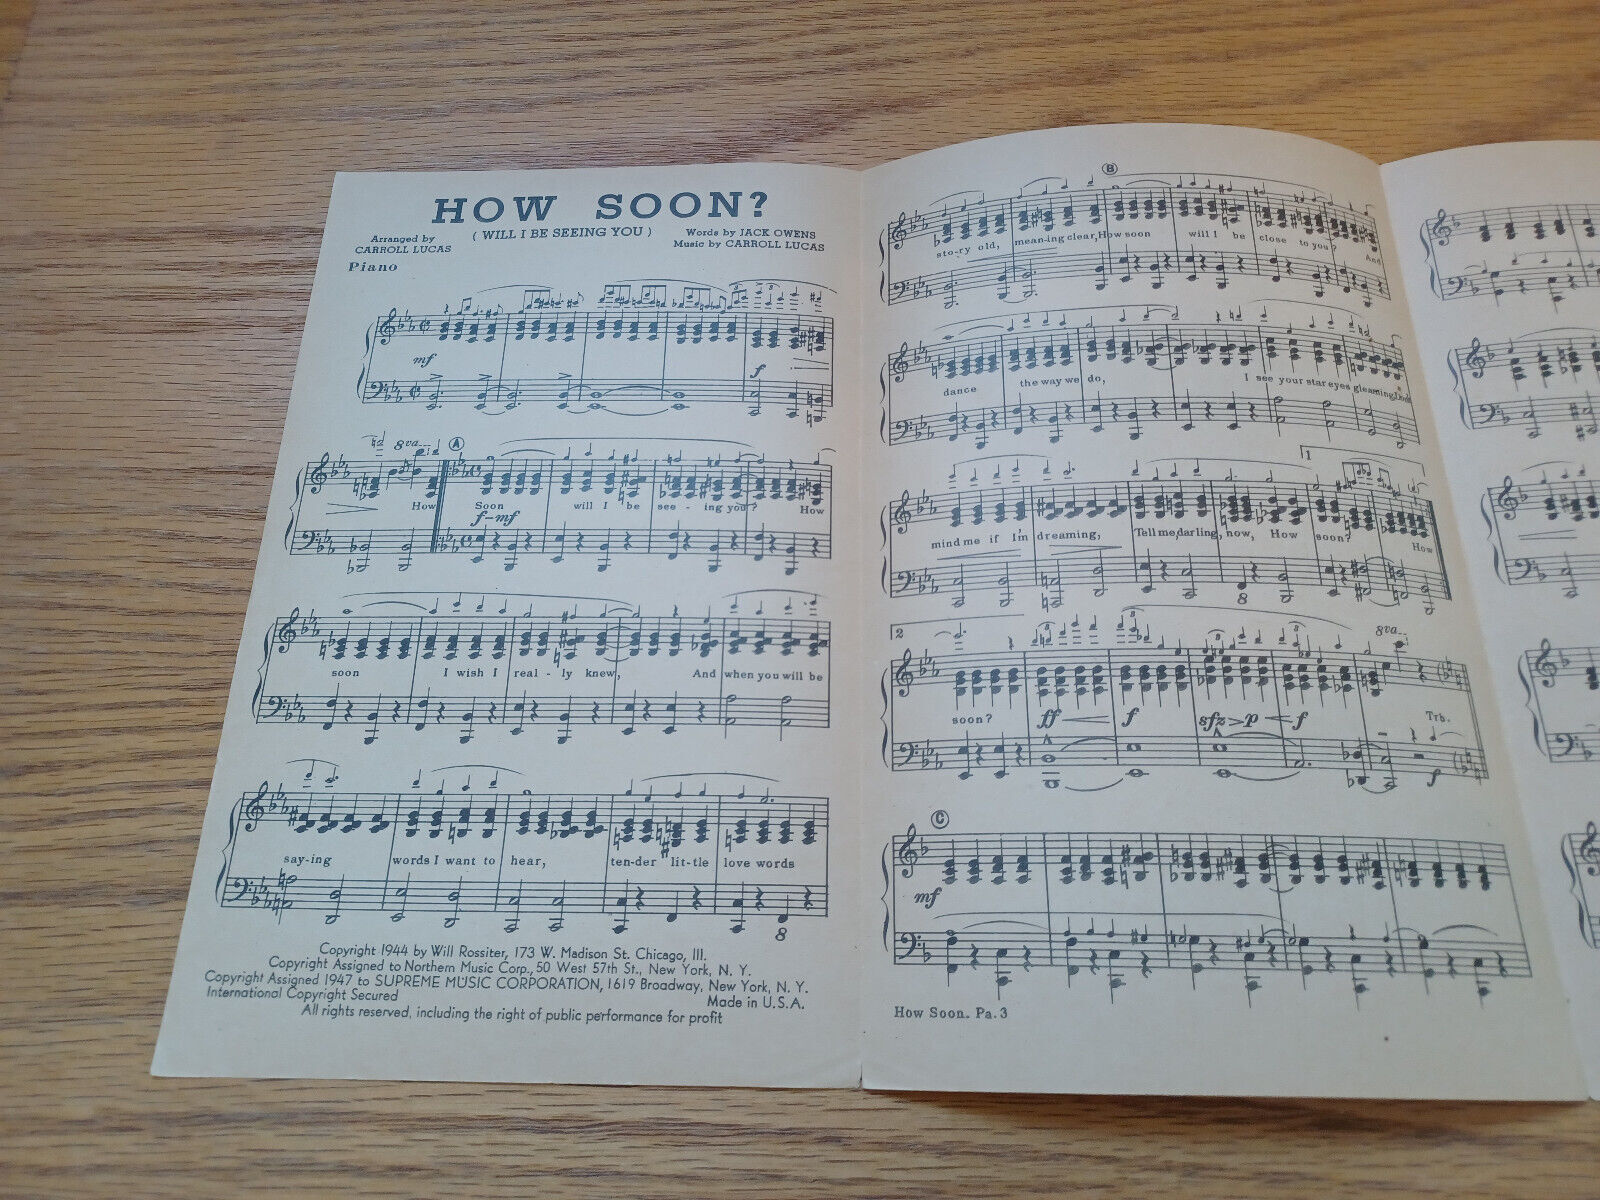 HOW SOON?
( WILL I BE SEEING YOU )
Arranged by
CARROLL LUCAS
Words by JACK OWENS
Music by CARROLL LUCAS
Piano
mf
f
8va
A
How Soon will I be see - ing you? How
f-mf
soon I wish I real - ly knew, And when you will be
say-ing words I want to hear, ten-der lit-tle love words
8
Copyright 1944 by Will Rossiter, 173 W. Madison St. Chicago, Ill.
Copyright Assigned to Northern Music Corp., 50 West 57th St., New York, N. Y.
Copyright Assigned 1947 to SUPREME MUSIC CORPORATION, 1619 Broadway, New York, N. Y.
International Copyright Secured Made in U.S.A.
All rights reserved, including the right of public performance for profit
B
sto-ry old, mean-ing clear, How soon will I be close to you And
dance the way we do, I see your star eyes gleaming,
1
mind me if I'm dreaming, Tell me, darling, now, How soon? How
8
2
8va
soon? ff f sfz>p f Trb.
f
C
mf
How Soon. Pa. 3